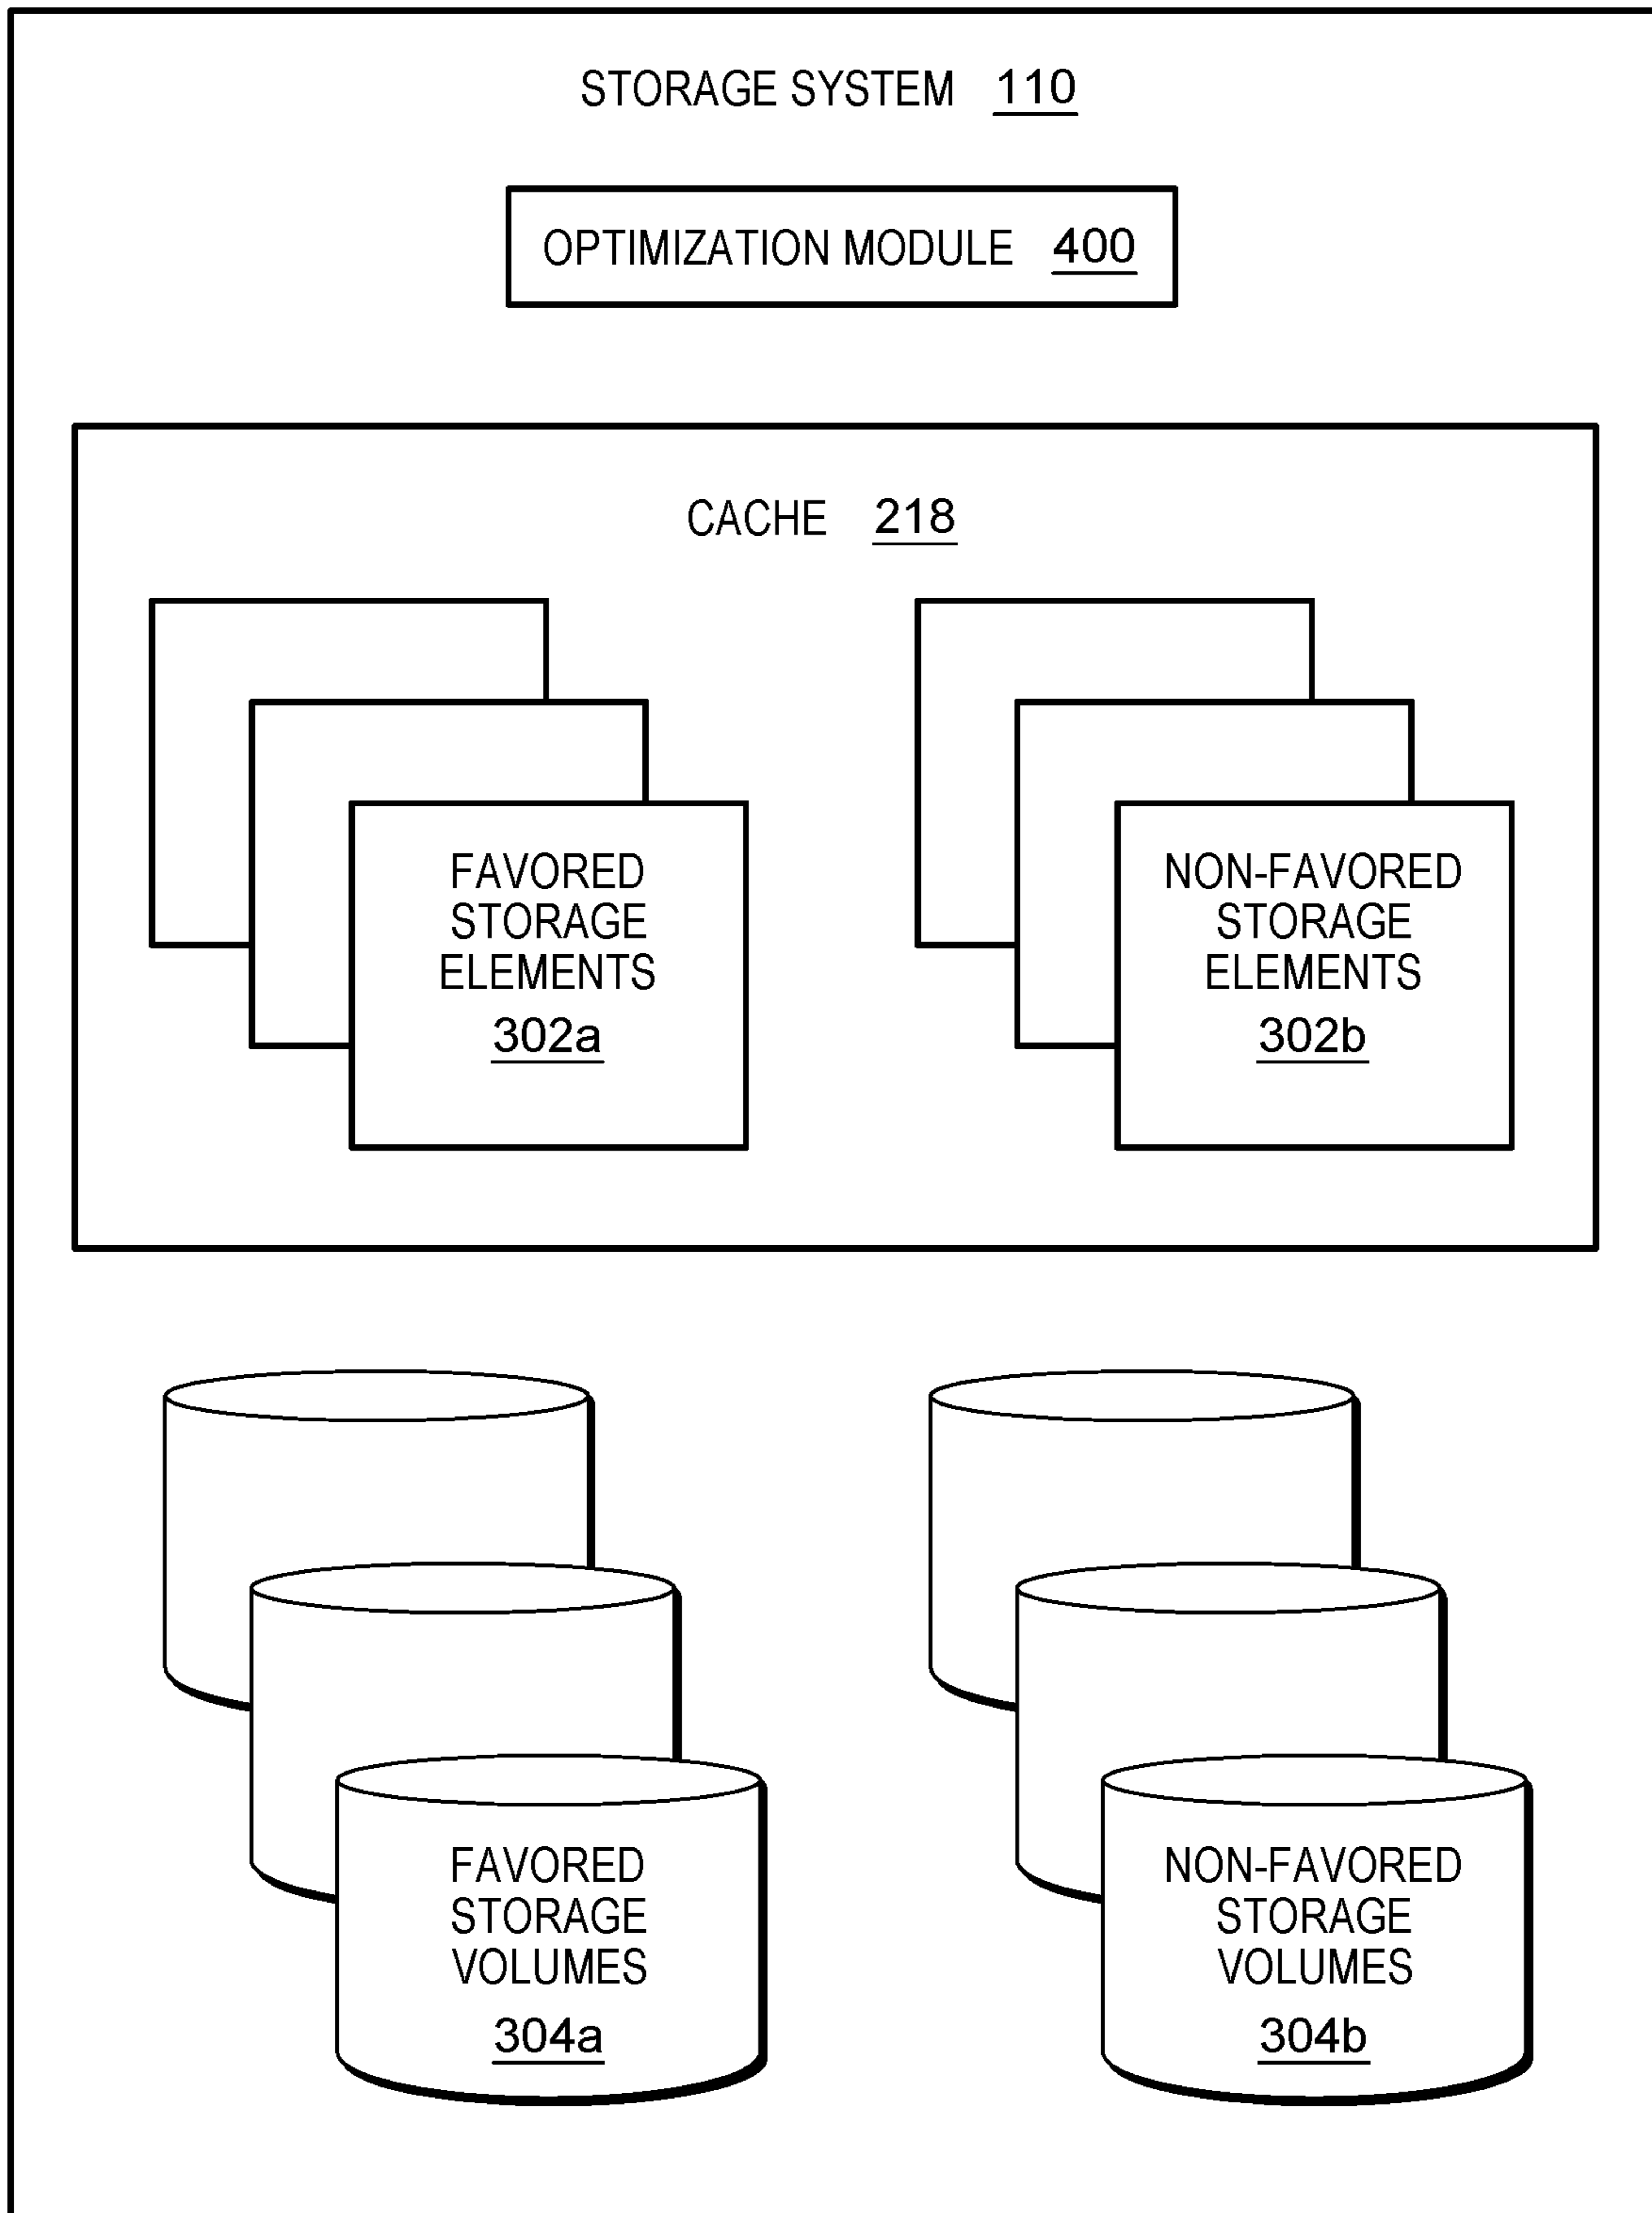 STORAGE SYSTEM 110
OPTIMIZATION MODULE 400
CACHE 218
FAVORED
STORAGE
ELEMENTS
302a
NON-FAVORED
STORAGE
ELEMENTS
302b
FAVORED
STORAGE
VOLUMES
304a
NON-FAVORED
STORAGE
VOLUMES
304b